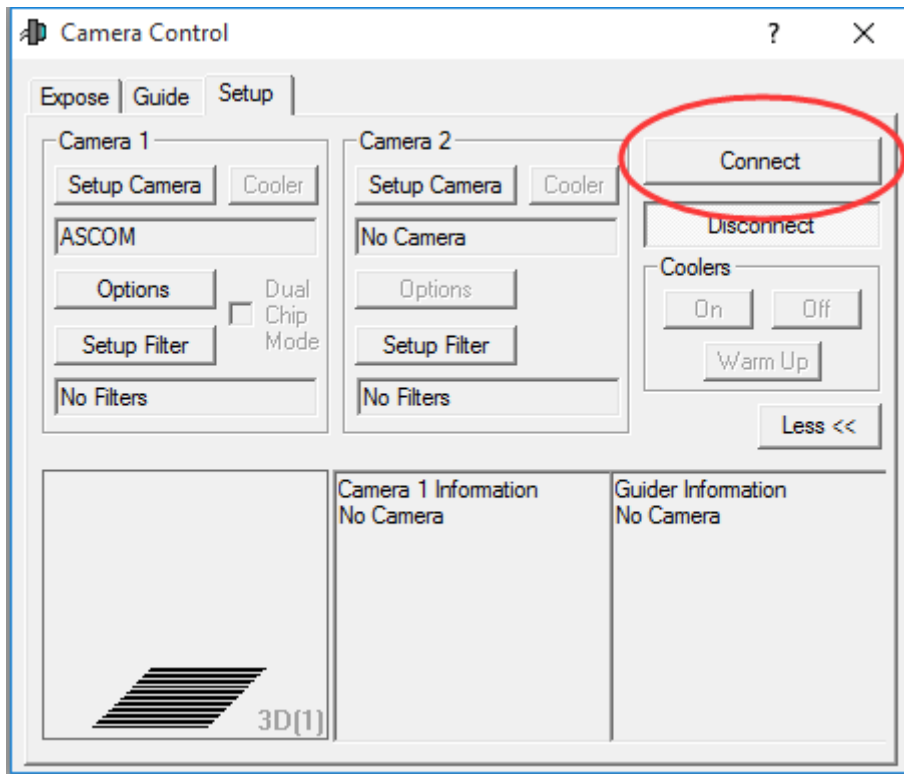 Camera Control
?
Expose
Guide
Setup
Camera 1
Setup Camera
Cooler
ASCOM
Options
Dual
Chip
Mode
Setup Filter
No Filters
Camera 2
Setup Camera
Cooler
No Camera
Options
Setup Filter
No Filters
Connect
Disconnect
Coolers
On
Off
Warm Up
Less <<
3D(1)
Camera 1 Information
No Camera
Guider Information
No Camera